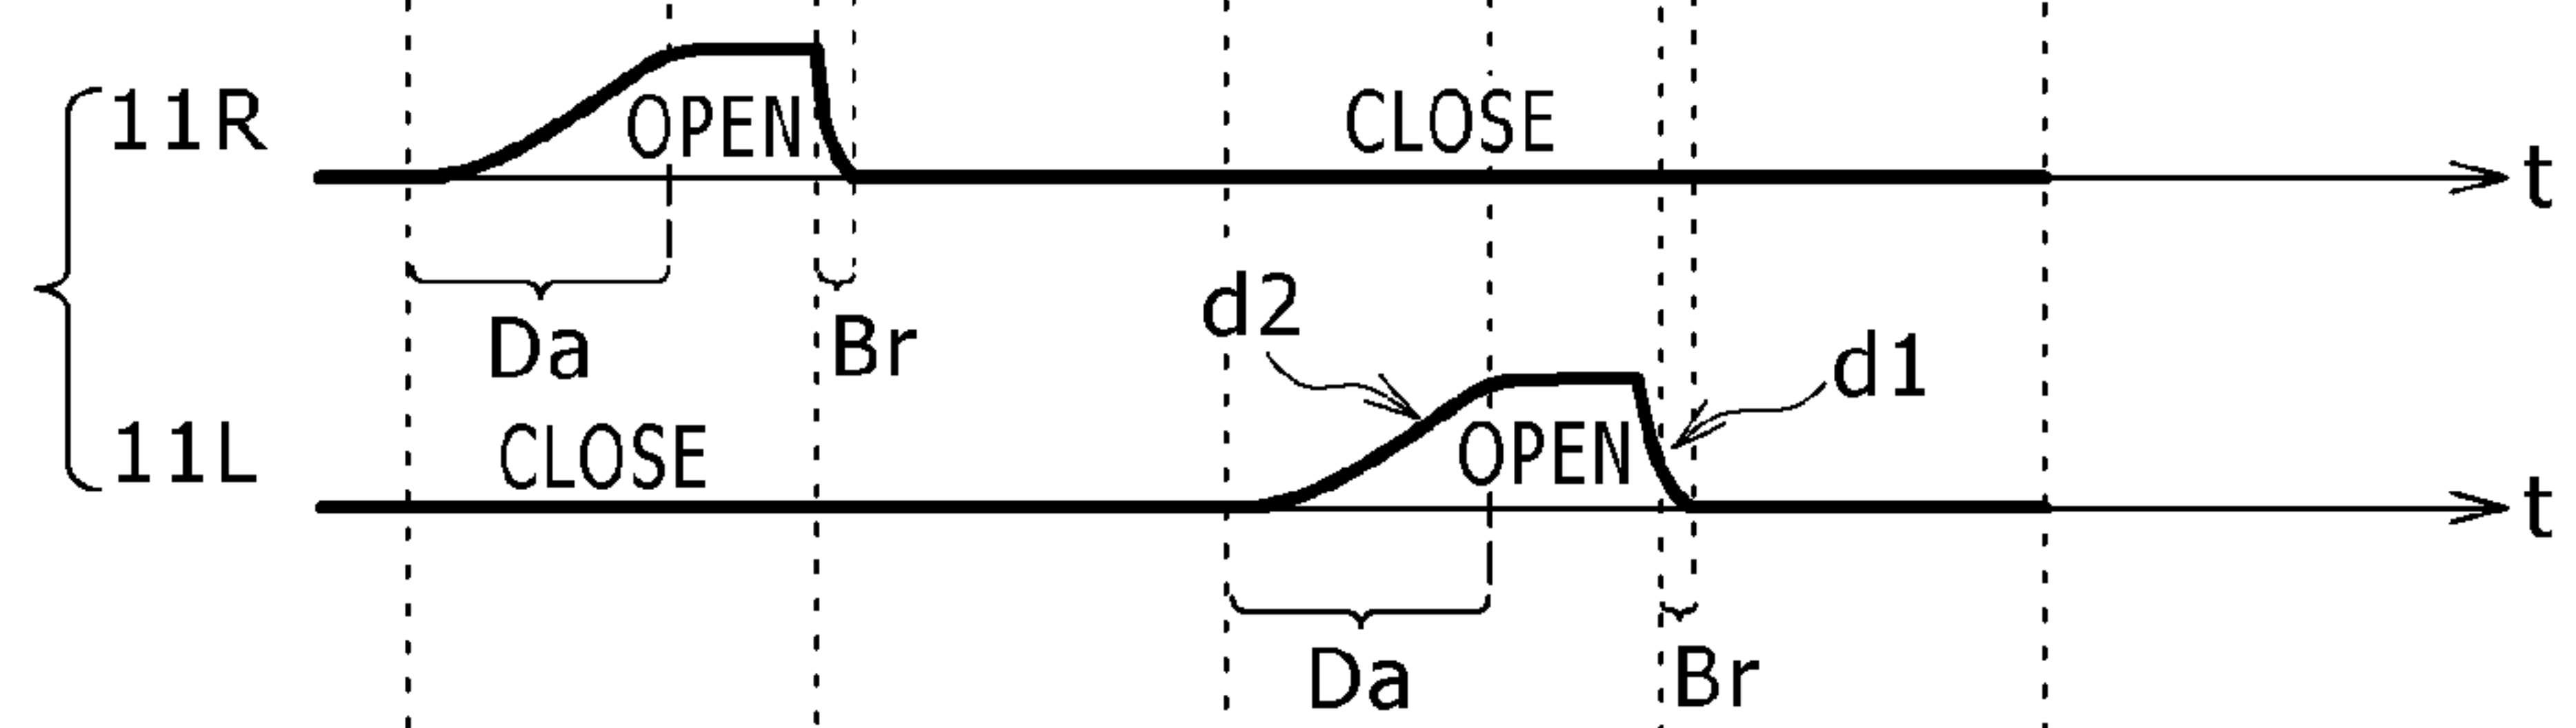 11R OPEN CLOSE t
Da Br d2 d1
11L CLOSE OPEN t
Da Br